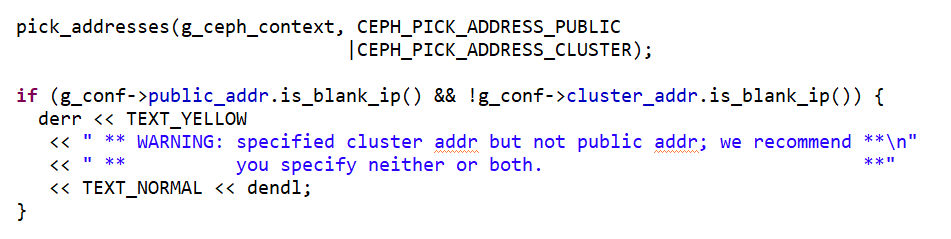 pick_addresses(g_ceph_context, CEPH_PICK_ADDRESS_PUBLIC
                              |CEPH_PICK_ADDRESS_CLUSTER);

if (g_conf->public_addr.is_blank_ip() && !g_conf->cluster_addr.is_blank_ip()) {
  derr << TEXT_YELLOW
   << " ** WARNING: specified cluster addr but not public addr; we recommend **\n"
   << " **          you specify neither or both.                             **"
   << TEXT_NORMAL << dendl;
}